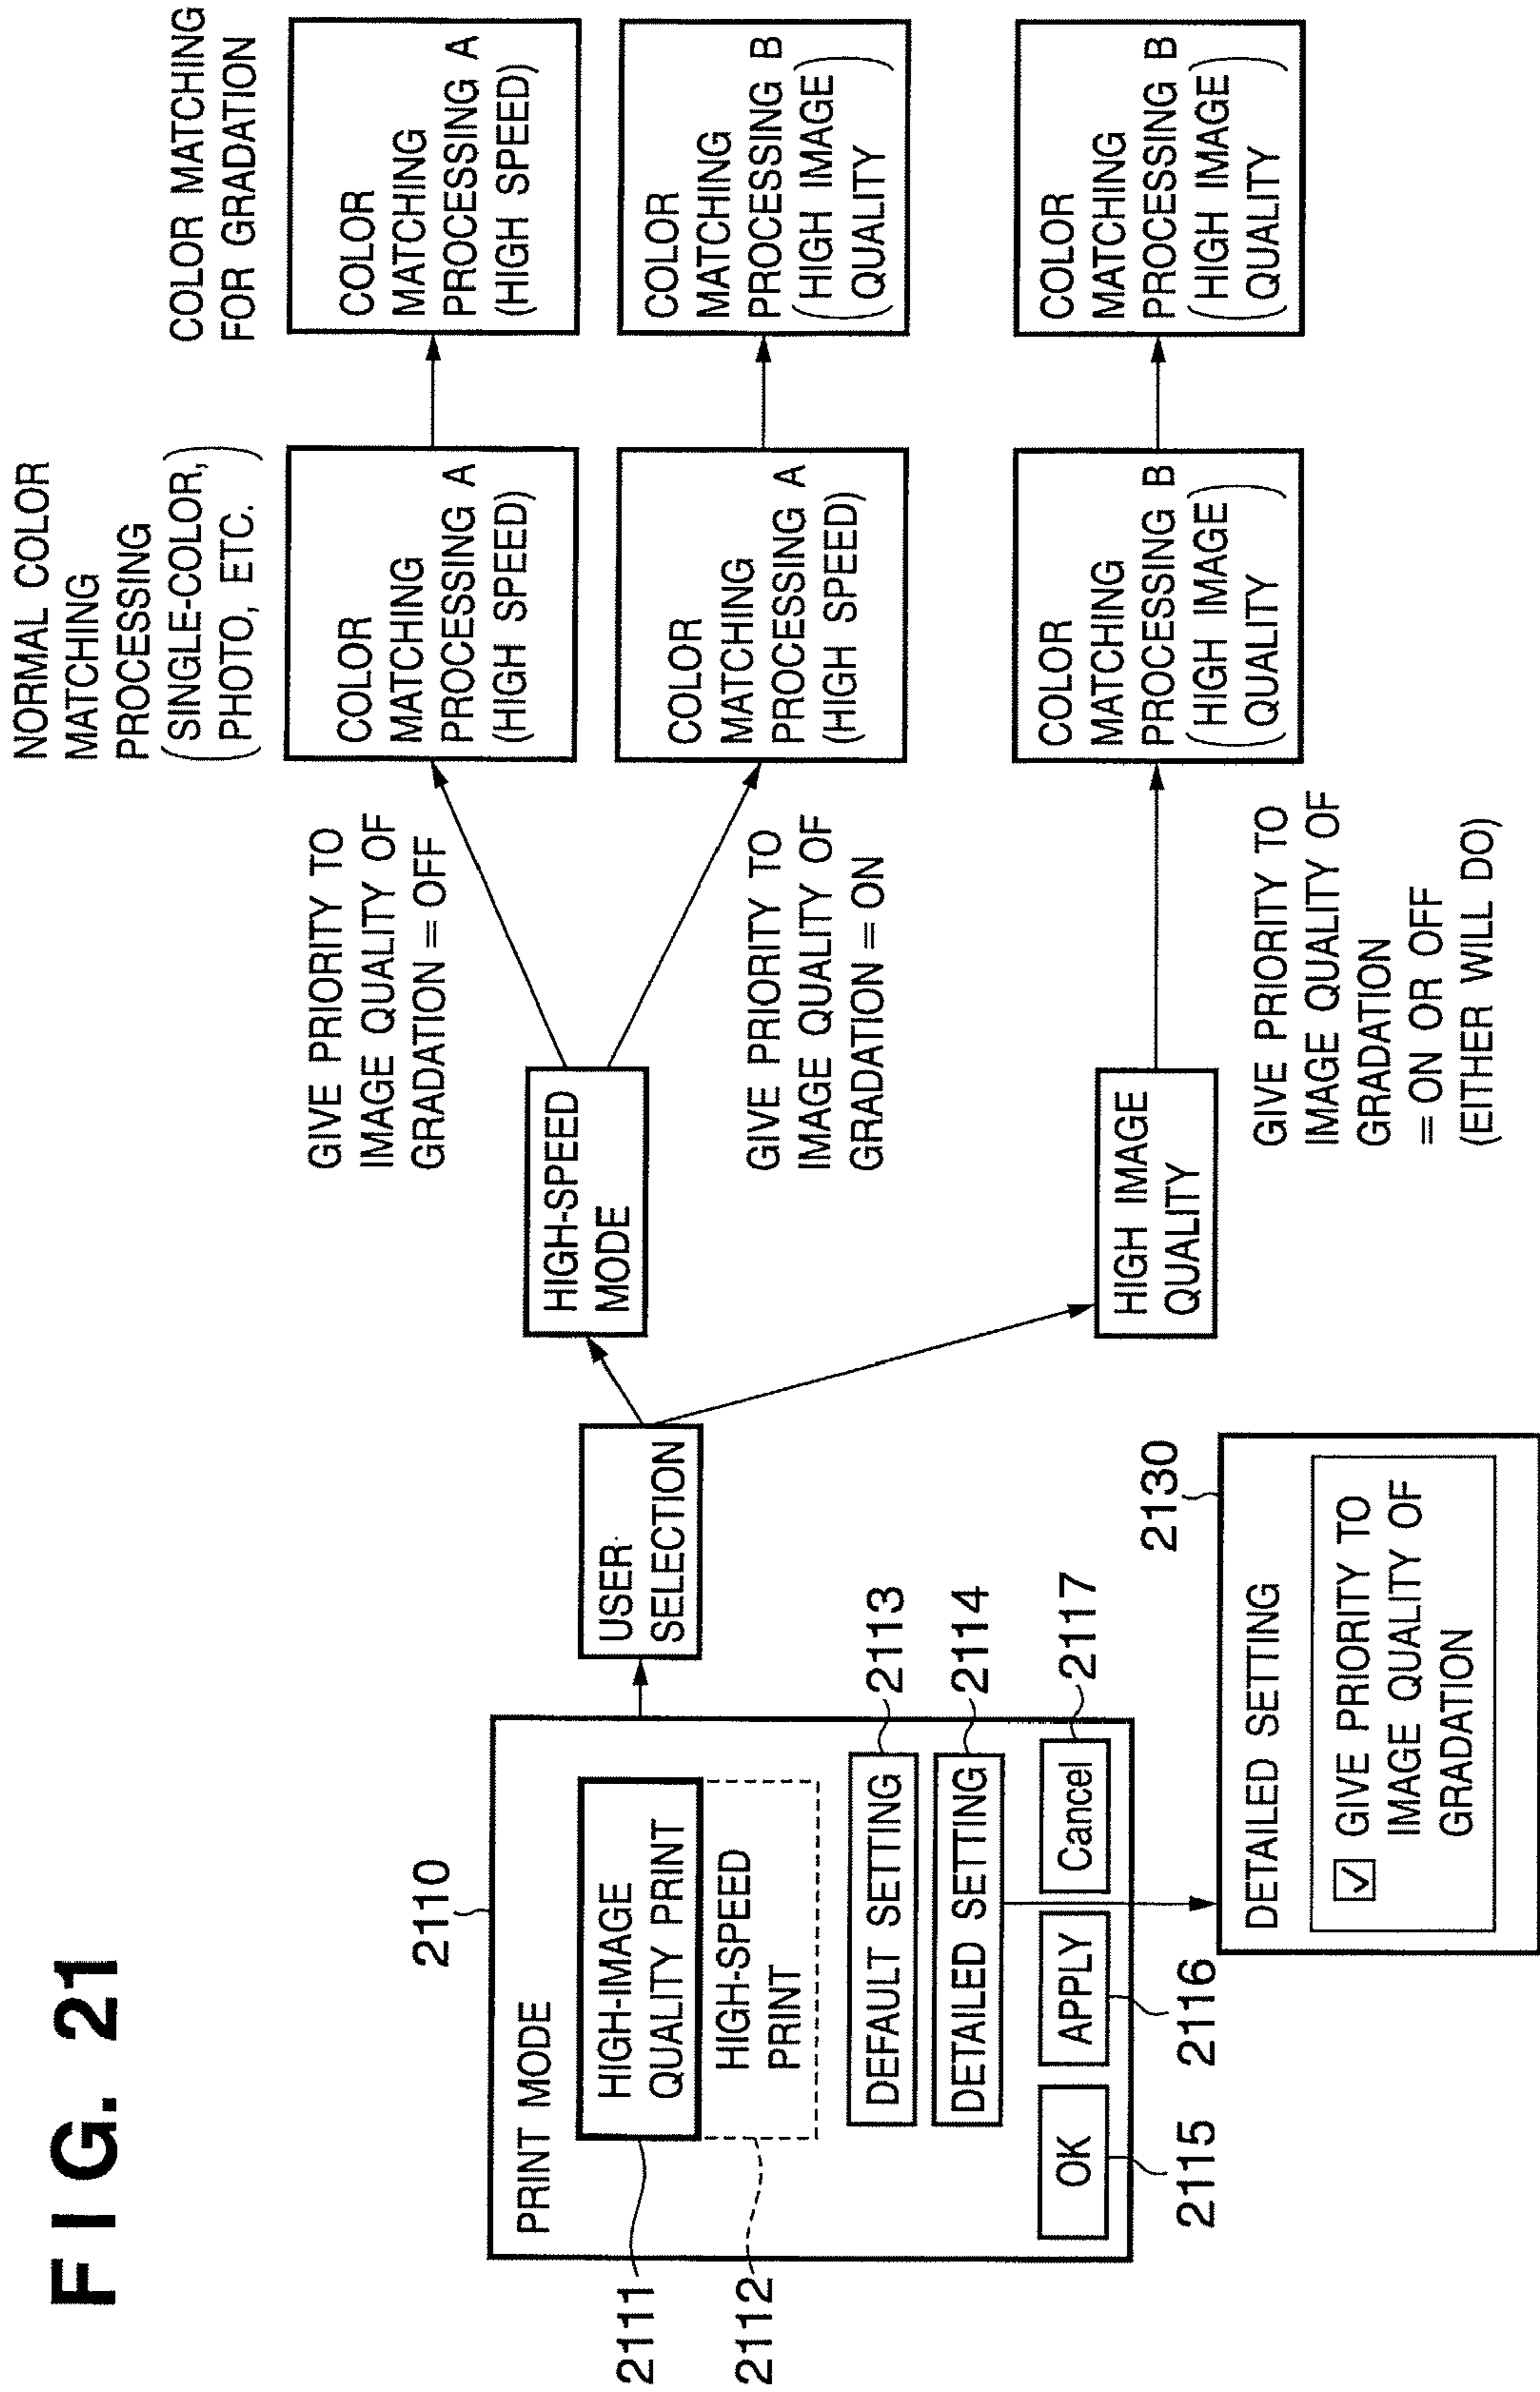 FIG. 21
2110
PRINT MODE
HIGH-IMAGE
QUALITY PRINT
HIGH-SPEED
PRINT
2111
2112
DEFAULT SETTING
2113
DETAILED SETTING
2114
OK
APPLY
Cancel
2115
2116
2117
2130
DETAILED SETTING
GIVE PRIORITY TO
IMAGE QUALITY OF
GRADATION
USER
SELECTION
HIGH-SPEED
MODE
HIGH IMAGE
QUALITY
GIVE PRIORITY TO
IMAGE QUALITY OF
GRADATION = OFF
GIVE PRIORITY TO
IMAGE QUALITY OF
GRADATION = ON
GIVE PRIORITY TO
IMAGE QUALITY OF
GRADATION
= ON OR OFF
(EITHER WILL DO)
NORMAL COLOR
MATCHING
PROCESSING
(SINGLE-COLOR,
PHOTO, ETC.)
COLOR
MATCHING
PROCESSING A
(HIGH SPEED)
COLOR
MATCHING
PROCESSING A
(HIGH SPEED)
COLOR
MATCHING
PROCESSING B
(HIGH IMAGE
QUALITY)
COLOR MATCHING
FOR GRADATION
COLOR
MATCHING
PROCESSING A
(HIGH SPEED)
COLOR
MATCHING
PROCESSING B
(HIGH IMAGE
QUALITY)
COLOR
MATCHING
PROCESSING B
(HIGH IMAGE
QUALITY)